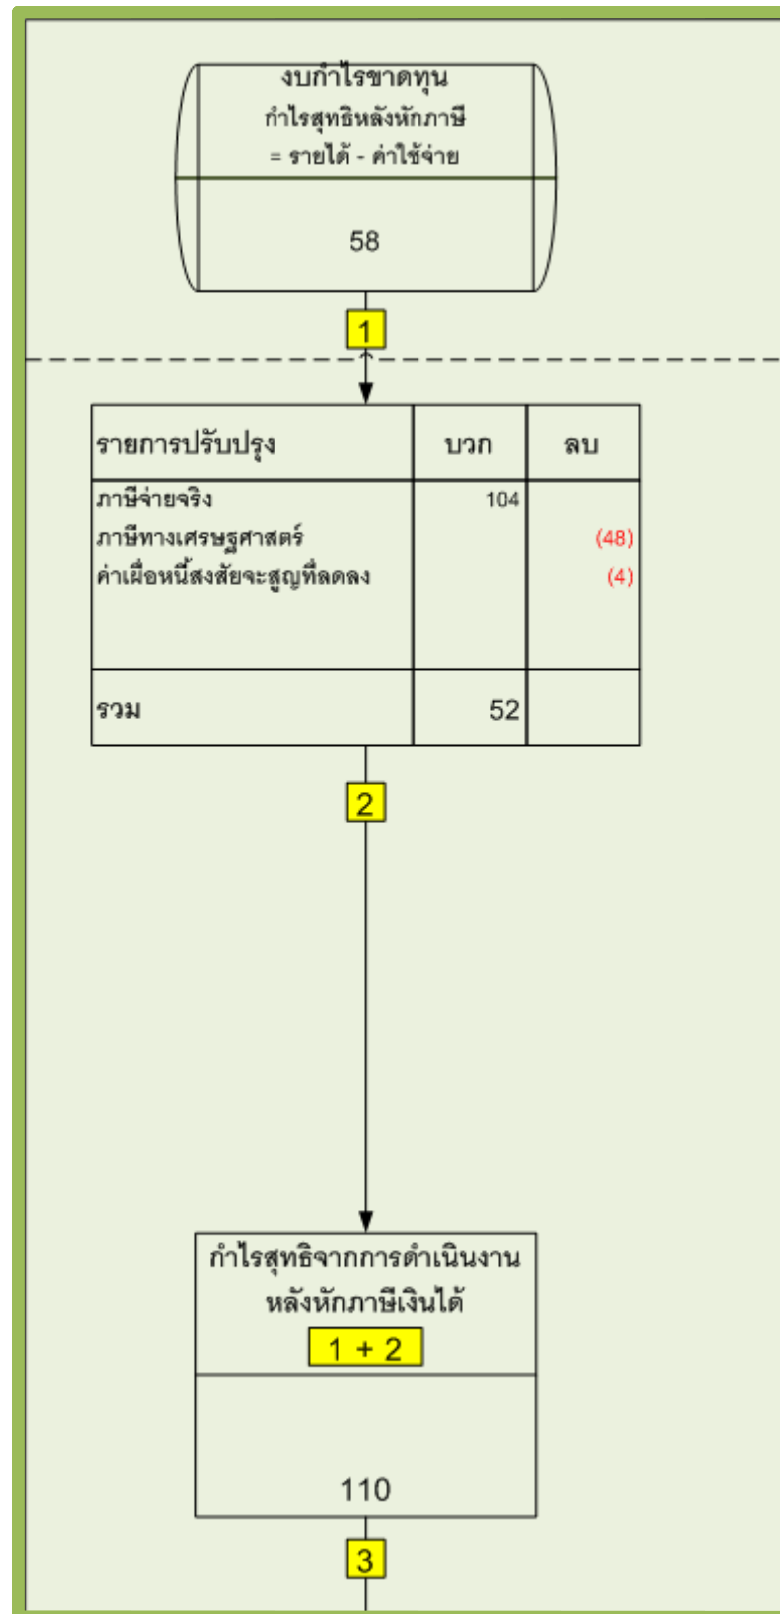 งบกำไรขาดทุน
กำไรสุทธิหลังหักภาษี
= รายได้ - ค่าใช้จ่าย
58
1
รายการปรับปรุง บวก ลบ
ภาษีจ่ายจริง 104
ภาษีทางเศรษฐศาสตร์ (48)
ค่าเผื่อหนี้สงสัยจะสูญที่ลดลง (4)
รวม 52
2
กำไรสุทธิจากการดำเนินงาน
หลังหักภาษีเงินได้
1 + 2
110
3